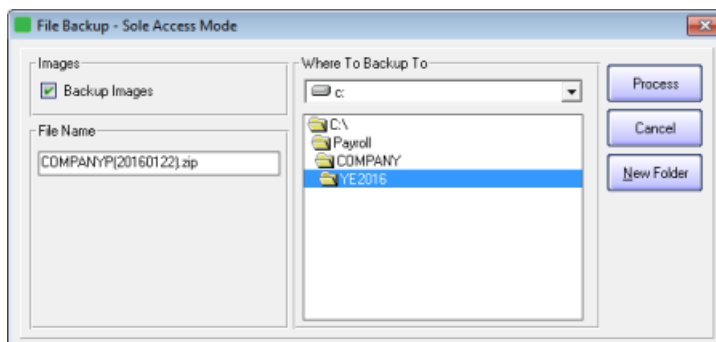 File Backup - Sole Access Mode
Images
Backup Images
File Name
COMPANYP(20160122).zip
Where To Backup To
c:
C:\
Payroll
COMPANY
YE2016
Process
Cancel
New Folder